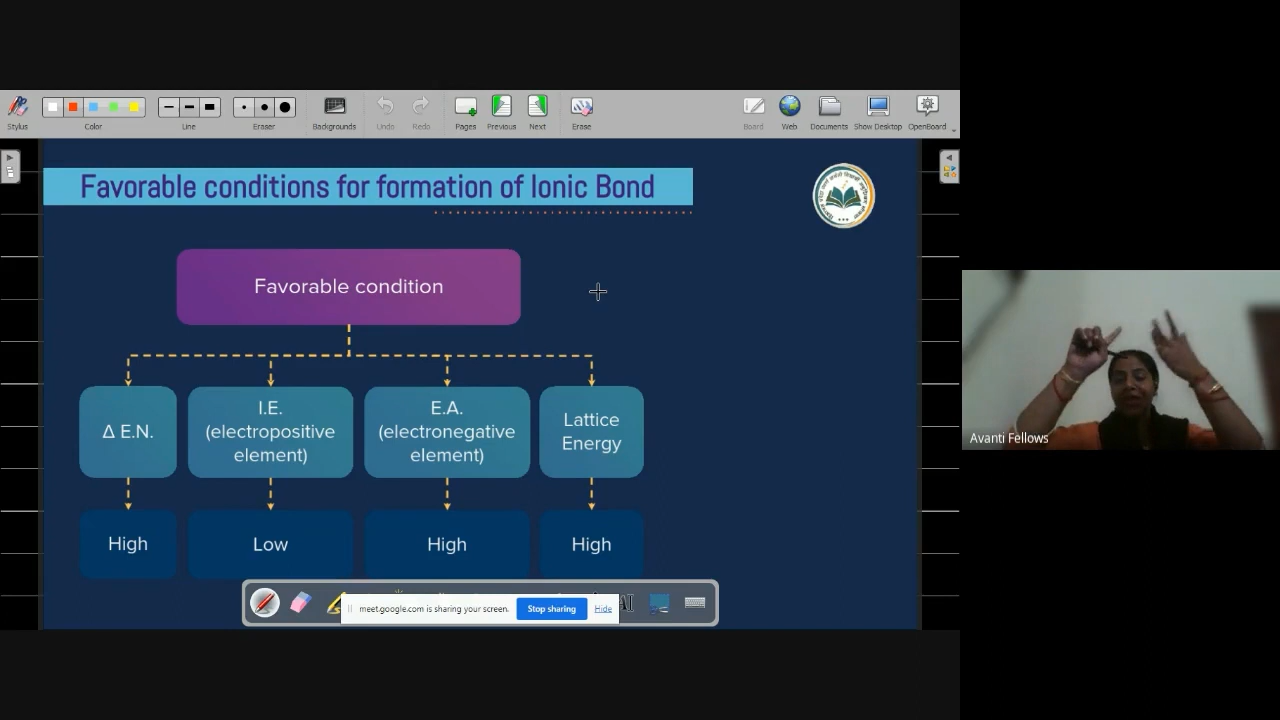 Stylus
Color
Line
Eraser
Backgrounds
Undo
Redo
Pages
Previous
Next
Erase
Board
Web
Documents
Show Desktop
OpenBoard
Favorable conditions for formation of Ionic Bond
Favorable condition
Δ E.N.
I.E.
(electropositive
element)
E.A.
(electronegative
element)
Lattice
Energy
High
Low
High
High
meet.google.com is sharing your screen.
Stop sharing
Hide
AI
Avanti Fellows